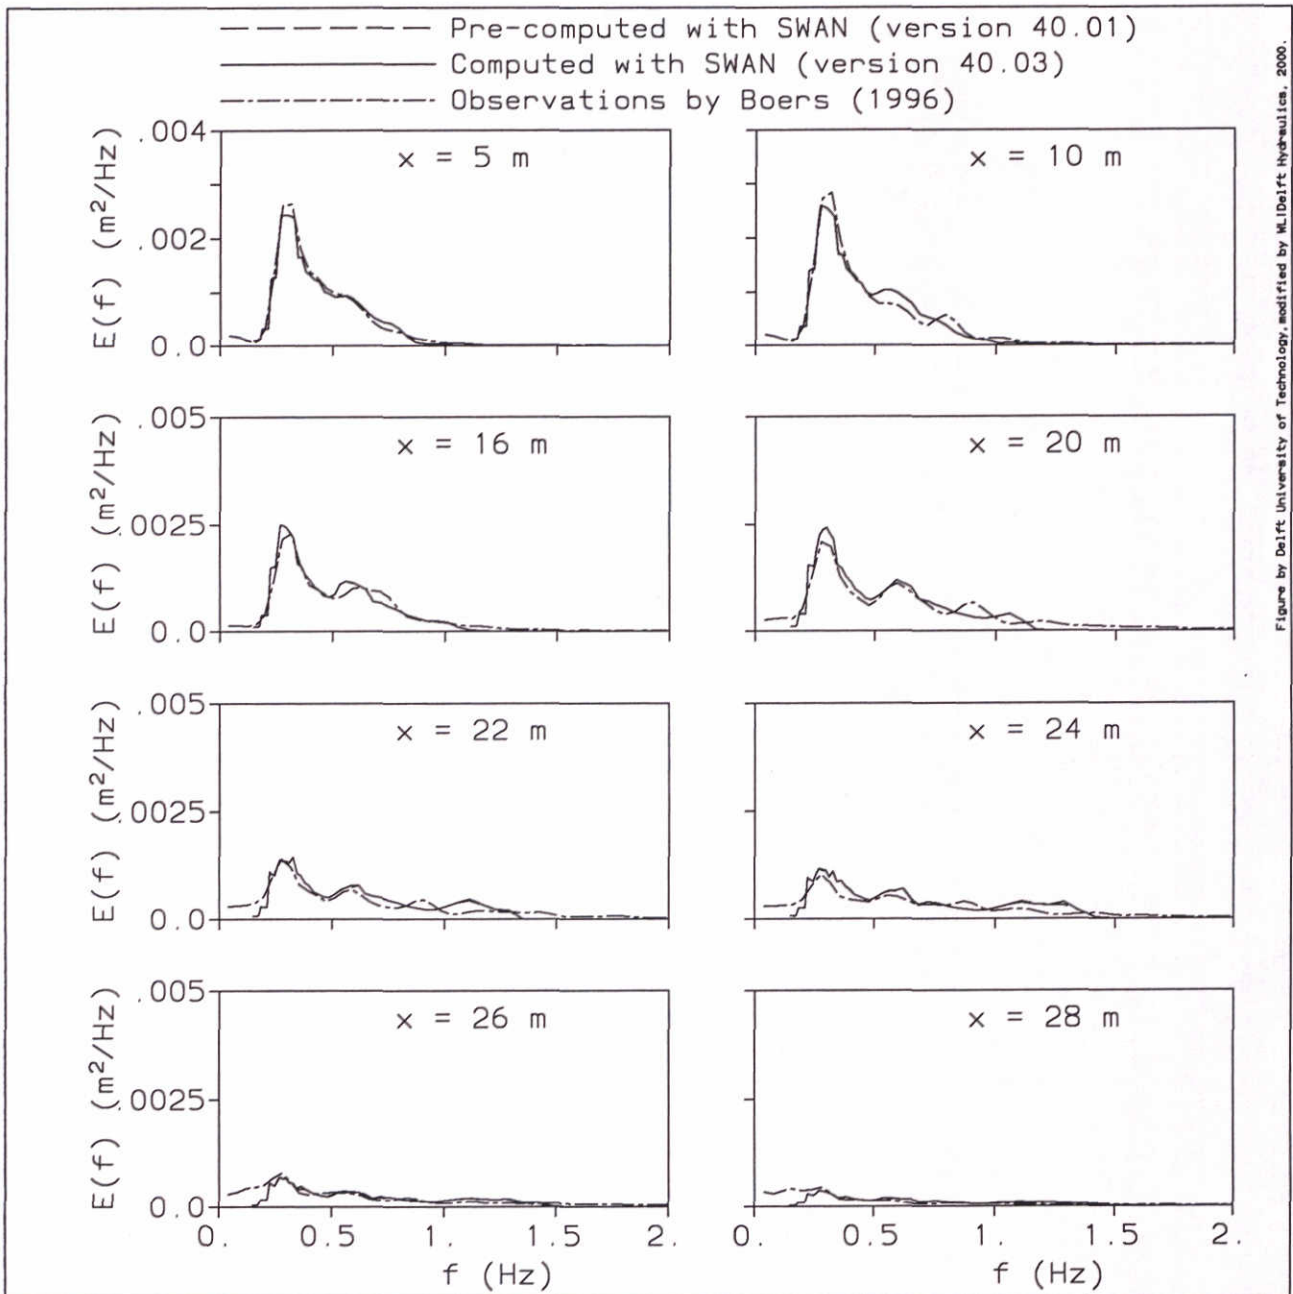 Pre-computed with SWAN (version 40.01)
Computed with SWAN (version 40.03)
Observations by Boers (1996)
Figure by Delft University of Technology, modified by WL|Delft Hydraulics, 2000.
E(f) (m²/Hz)
.004
.002
0.0
x = 5 m
x = 10 m
E(f) (m²/Hz)
.005
.0025
0.0
x = 16 m
x = 20 m
E(f) (m²/Hz)
.005
.0025
0.0
x = 22 m
x = 24 m
E(f) (m²/Hz)
.005
.0025
0.0
x = 26 m
x = 28 m
0. 0.5 1. 1.5 2.
0. 0.5 1.0 1.5 2.
f (Hz)
f (Hz)